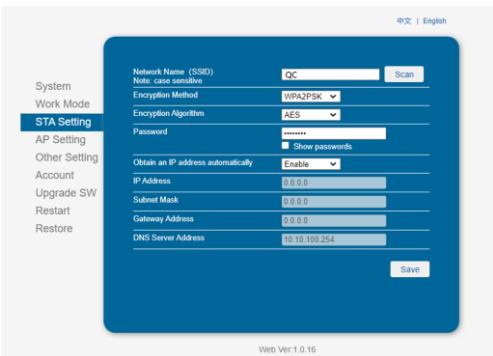 中文 | English
System
Work Mode
STA Setting
AP Setting
Other Setting
Account
Upgrade SW
Restart
Restore
Network Name (SSID)
Note: case sensitive
QC Scan
Encryption Method WPA2PSK
Encryption Algorithm AES
Password ••••••••
Show passwords
Obtain an IP address automatically Enable
IP Address 0.0.0.0
Subnet Mask 0.0.0.0
Gateway Address 0.0.0.0
DNS Server Address 10.10.100.254
Save
Web Ver:1.0.16